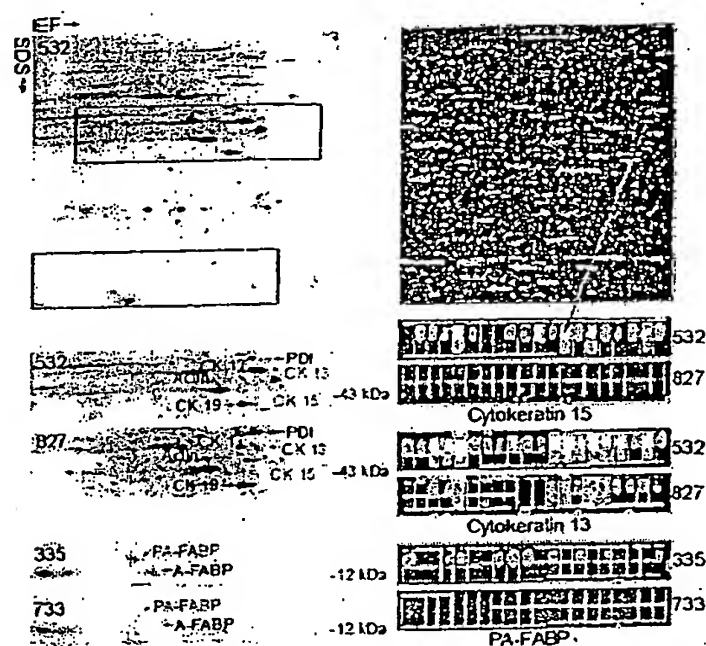 IEF →
SDS →
532
532
CK 17
PDI
CK 13
Actin
CK 19
CK 15
-43 kDa
827
CK
PDI
CK 13
CK 15
CK 19
-43 kDa
335
PA-FABP
A-FABP
-12 kDa
733
PA-FABP
A-FABP
-12 kDa
532
827
Cytokeratin 15
532
827
Cytokeratin 13
335
733
PA-FABP